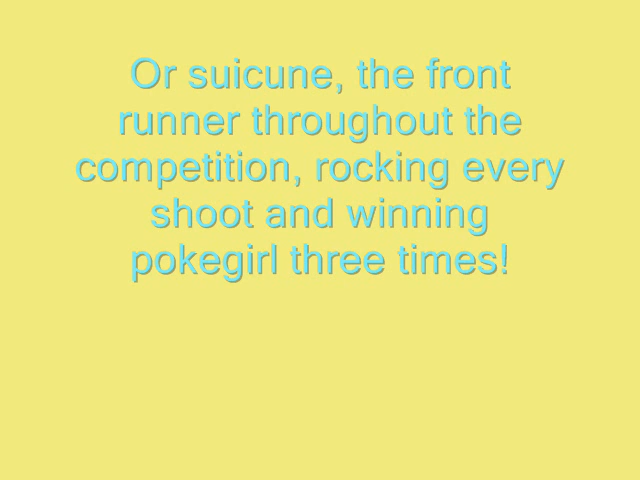 Or suicune, the front
runner throughout the
competition, rocking every
shoot and winning
pokegirl three times!